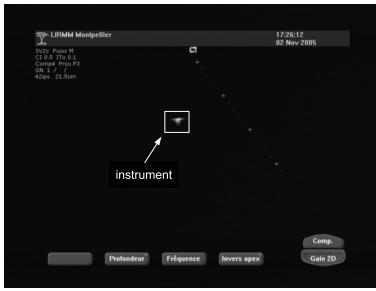 LIRMM Montpellier
17:26:12
02 Nov 2005
3V2c Puiss M
CI 0.5 ITo 0.1
Comp4 Proc P3
GN 1 / /
42ips 21.5cm
instrument
Comp.
Profondeur
Fréquence
Invers apex
Gain 2D